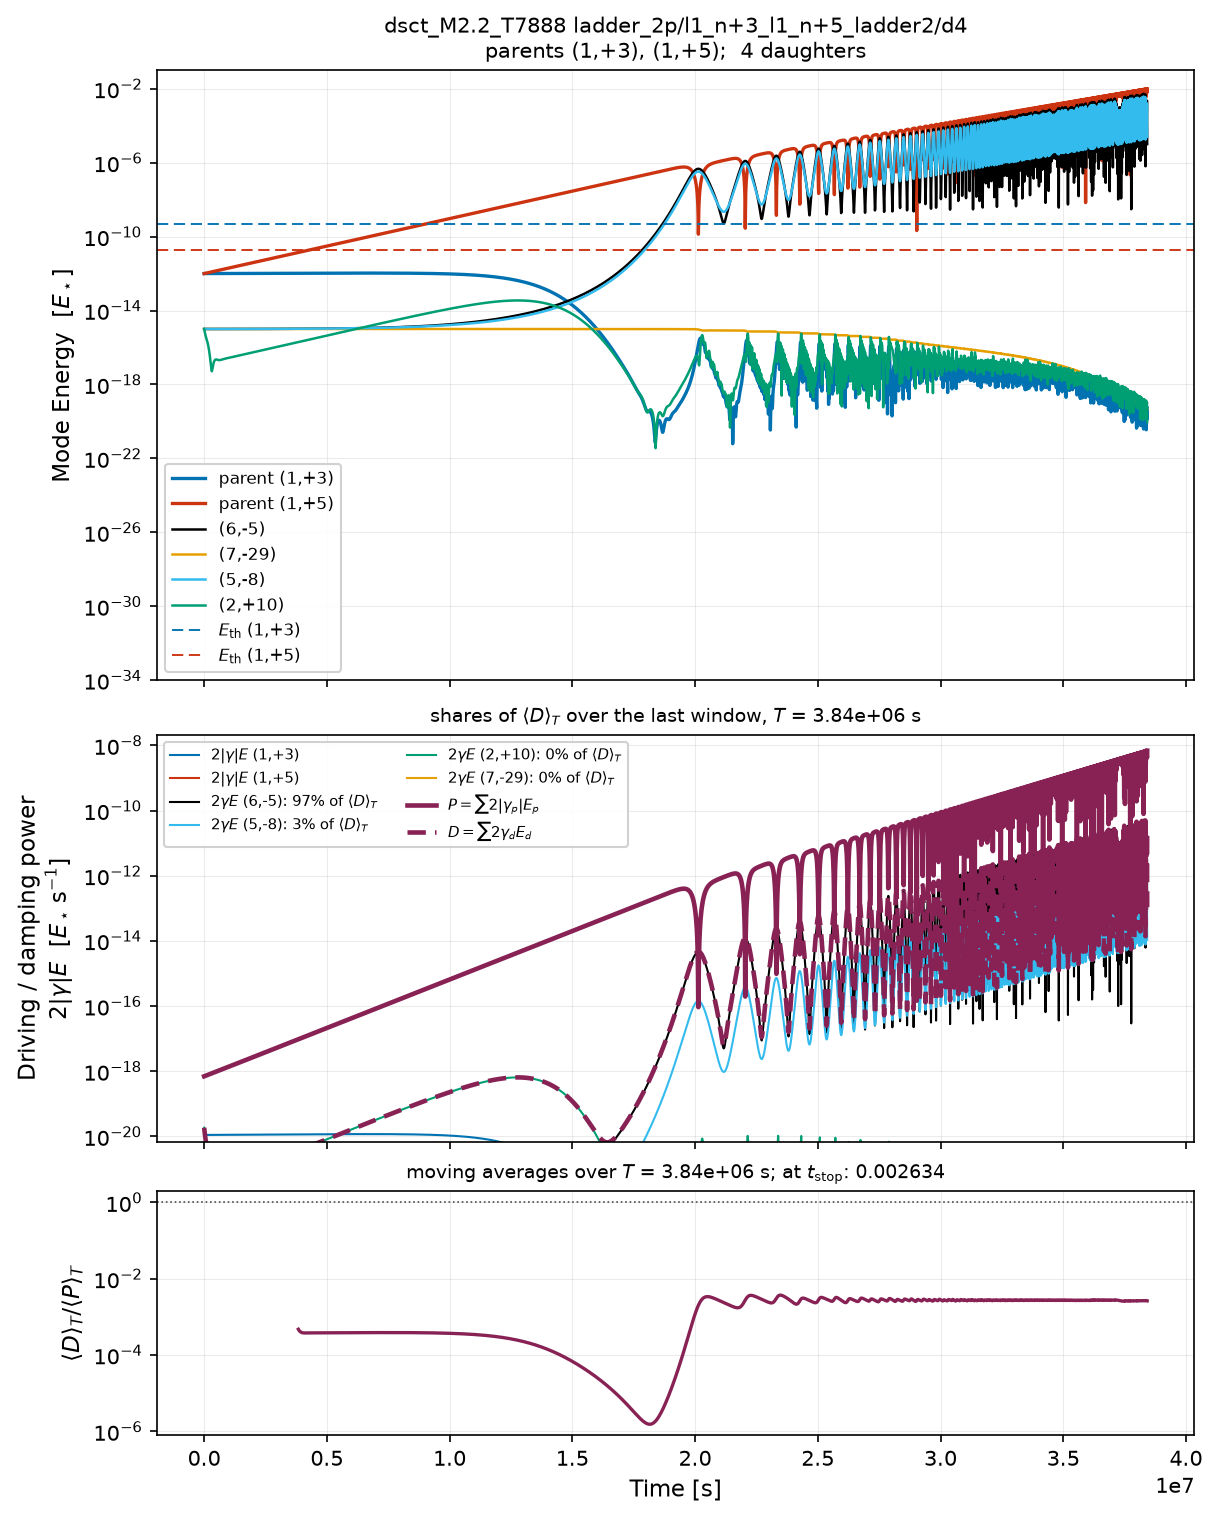 dsct_M2.2_T7888 ladder_2p/l1_n+3_l1_n+5_ladder2/d4
parents (1,+3), (1,+5);  4 daughters
Mode Energy [E⋆]
10⁻²
10⁻⁶
10⁻¹⁰
10⁻¹⁴
10⁻¹⁸
10⁻²²
10⁻²⁶
10⁻³⁰
10⁻³⁴
parent (1,+3)
parent (1,+5)
(6,-5)
(7,-29)
(5,-8)
(2,+10)
E_th (1,+3)
E_th (1,+5)
shares of ⟨D⟩_T over the last window, T = 3.84e+06 s
Driving / damping power
2|γ|E [E⋆ s⁻¹]
10⁻⁸
10⁻¹⁰
10⁻¹²
10⁻¹⁴
10⁻¹⁶
10⁻¹⁸
10⁻²⁰
2|γ|E (1,+3)
2|γ|E (1,+5)
2γE (6,-5): 97% of ⟨D⟩_T
2γE (5,-8): 3% of ⟨D⟩_T
2γE (2,+10): 0% of ⟨D⟩_T
2γE (7,-29): 0% of ⟨D⟩_T
P = ∑2|γ_p|E_p
D = ∑2γ_dE_d
moving averages over T = 3.84e+06 s; at t_stop: 0.002634
⟨D⟩_T/⟨P⟩_T
10⁰
10⁻²
10⁻⁴
10⁻⁶
0.0 0.5 1.0 1.5 2.0 2.5 3.0 3.5 4.0
1e7
Time [s]